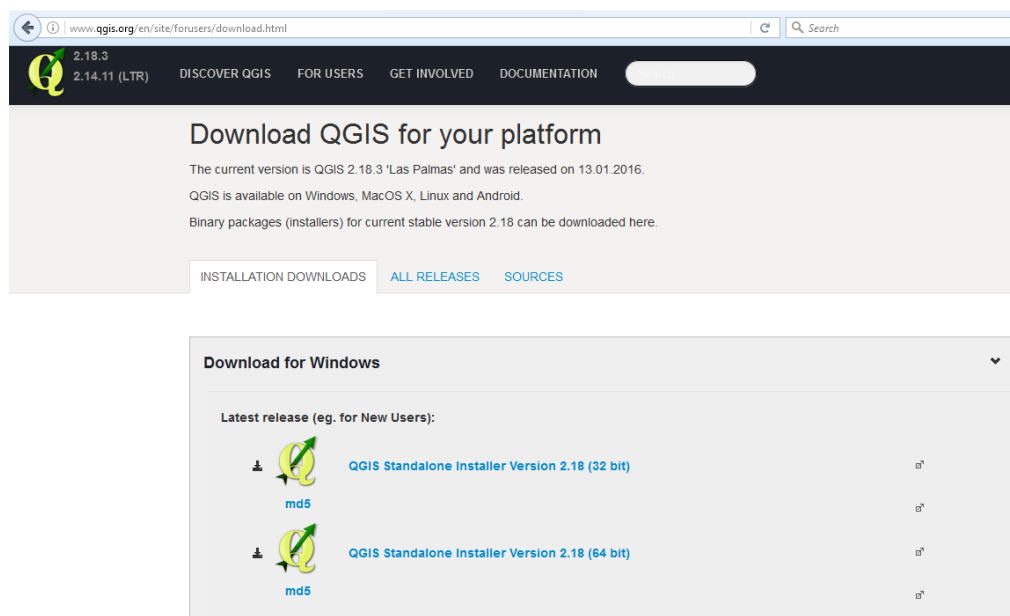 www.qgis.org/en/site/forusers/download.html
Search
2.18.3
2.14.11 (LTR)
DISCOVER QGIS FOR USERS GET INVOLVED DOCUMENTATION
Download QGIS for your platform
The current version is QGIS 2.18.3 'Las Palmas' and was released on 13.01.2016.
QGIS is available on Windows, MacOS X, Linux and Android.
Binary packages (installers) for current stable version 2.18 can be downloaded here.
INSTALLATION DOWNLOADS ALL RELEASES SOURCES
Download for Windows
Latest release (eg. for New Users):
QGIS Standalone Installer Version 2.18 (32 bit)
md5
QGIS Standalone Installer Version 2.18 (64 bit)
md5